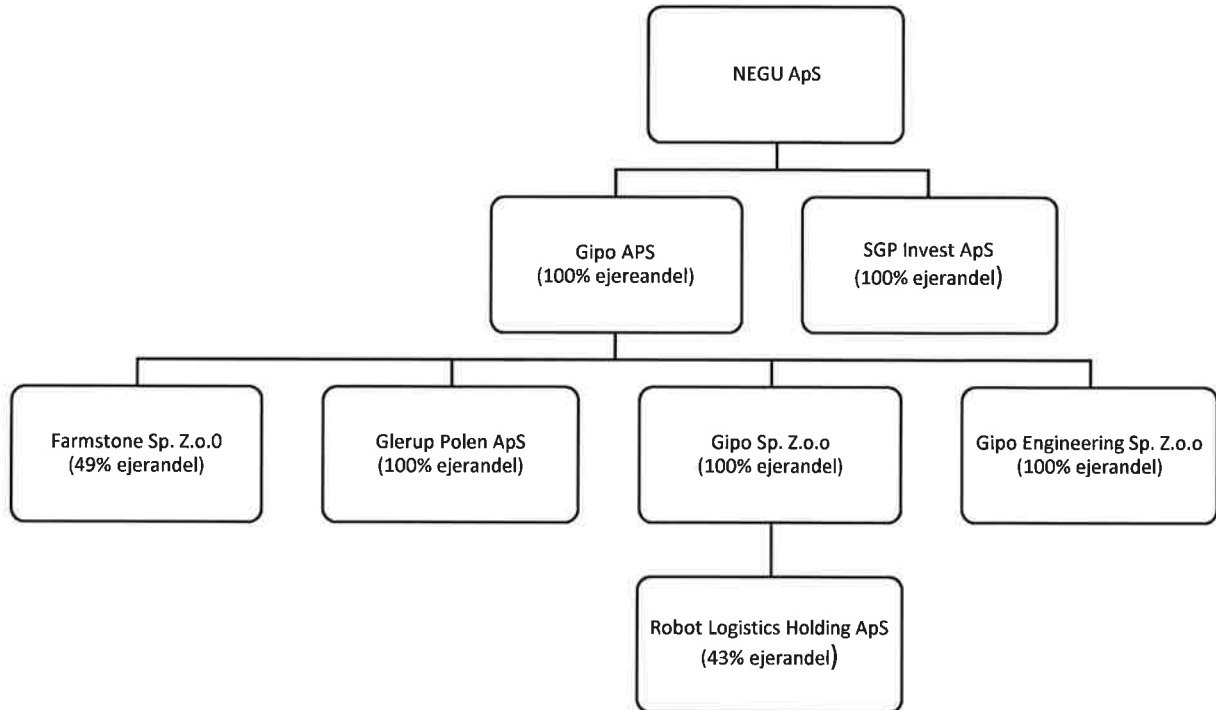 NEGU ApS
Gipo APS
(100% ejereandel)
SGP Invest ApS
(100% ejerandel)
Farmstone Sp. Z.o.0
(49% ejerandel)
Glerup Polen ApS
(100% ejerandel)
Gipo Sp. Z.o.o
(100% ejerandel)
Gipo Engineering Sp. Z.o.o
(100% ejerandel)
Robot Logistics Holding ApS
(43% ejerandel)